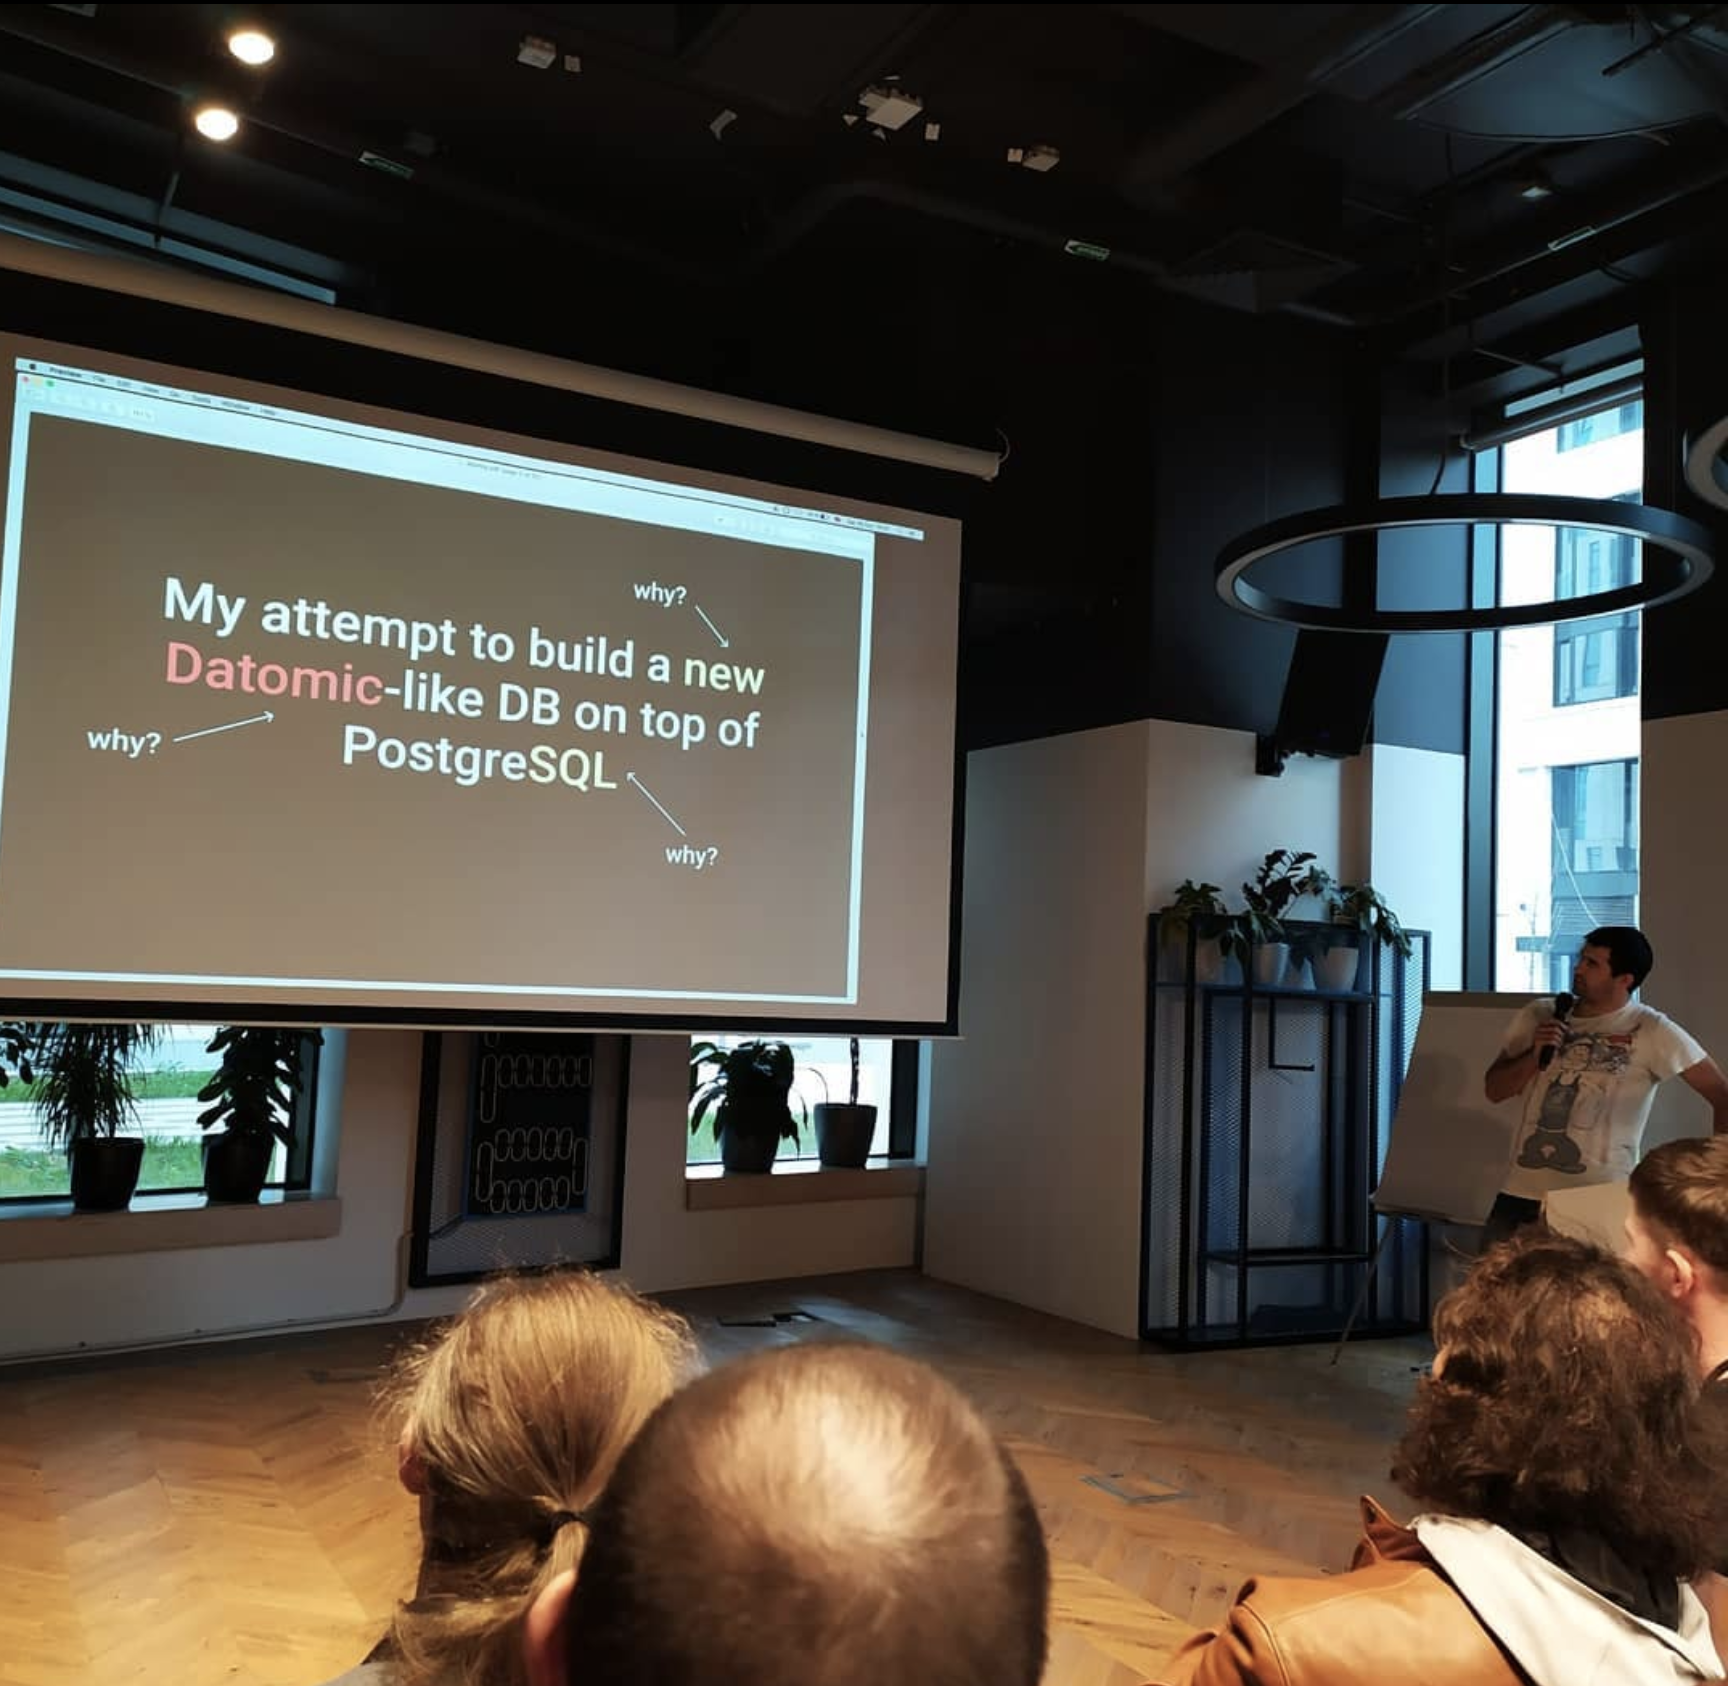 why?
My attempt to build a new
Datomic-like DB on top of
PostgreSQL
why?
why?